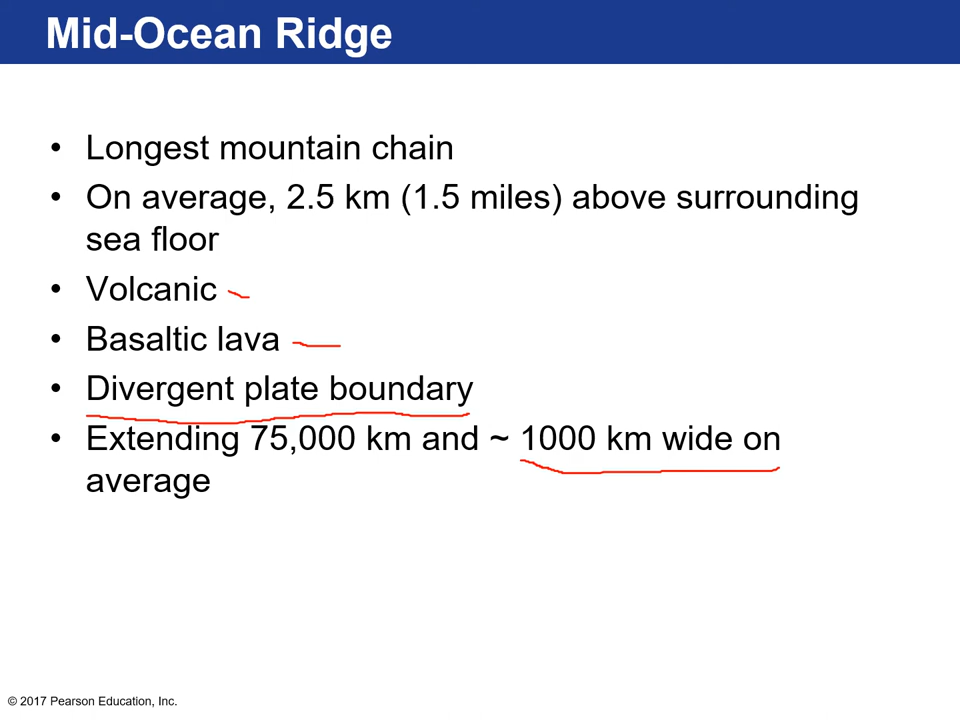 Mid-Ocean Ridge
• Longest mountain chain
• On average, 2.5 km (1.5 miles) above surrounding
sea floor
• Volcanic
• Basaltic lava
• Divergent plate boundary
• Extending 75,000 km and ~ 1000 km wide on
average
© 2017 Pearson Education, Inc.